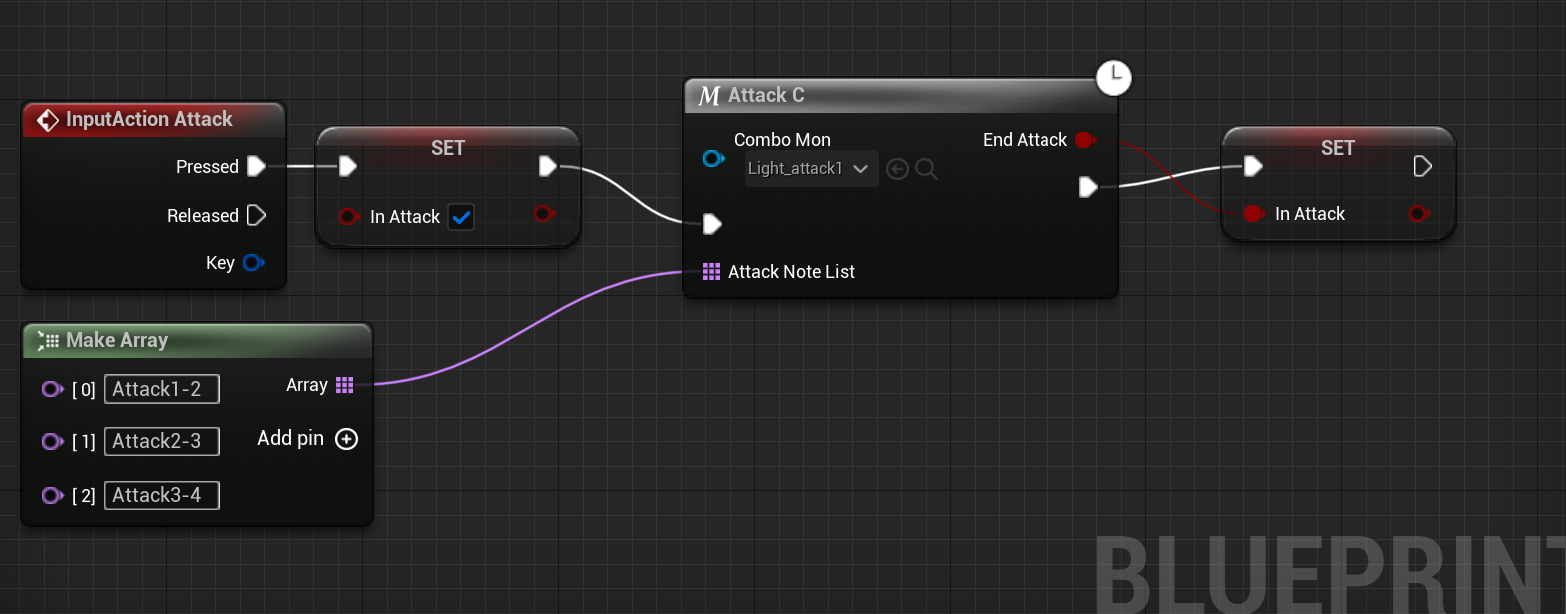 InputAction Attack
Pressed
Released
Key
SET
In Attack
M Attack C
Combo Mon
Light_attack1
End Attack
Attack Note List
SET
In Attack
Make Array
[ 0] Attack1-2
Array
[ 1] Attack2-3
Add pin
[ 2] Attack3-4
BLUEPRINT